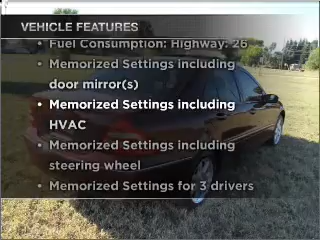 VEHICLE FEATURES
• Fuel Consumption: Highway: 26
• Memorized Settings including
door mirror(s)
• Memorized Settings including
HVAC
• Memorized Settings including
steering wheel
• Memorized Settings for 3 drivers